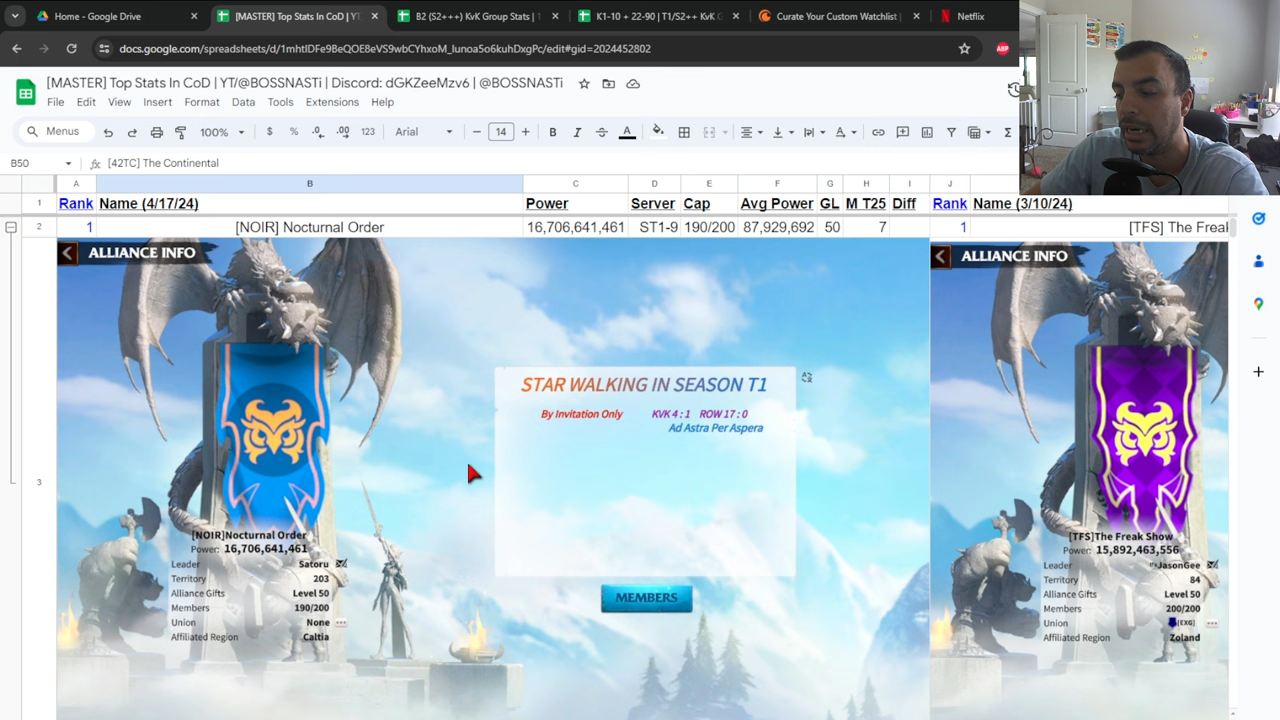 Home - Google Drive
[MASTER] Top Stats In CoD | YT
B2 (S2+++) KvK Group Stats | 1
K1-10 + 22-90 | T1/S2++ KvK G
Curate Your Custom Watchlist
Netflix
docs.google.com/spreadsheets/d/1mhtIDFe9BeQOE8eVS9wbCYhxoM_lunoa5o6kuhDxgPc/edit#gid=2024452802
ABP
[MASTER] Top Stats In CoD | YT/@BOSSNASTi | Discord: dGKZeeMzv6 | @BOSSNASTi
File Edit View Insert Format Data Tools Extensions Help
Menus 100% $ % .0 .00 123 Arial 14 B I A Σ
B50 fx [42TC] The Continental
A B C D E F G H I J
1 Rank Name (4/17/24) Power Server Cap Avg Power GL M T25 Diff Rank Name (3/10/24)
2 1 [NOIR] Nocturnal Order 16,706,641,461 ST1-9 190/200 87,929,692 50 7 1 [TFS] The Freak
3
ALLIANCE INFO
STAR WALKING IN SEASON T1
By Invitation Only KVK 4 : 1 ROW 17 : 0
Ad Astra Per Aspera
[NOIR]Nocturnal Order
Power: 16,706,641,461
Leader Satoru
Territory 203
Alliance Gifts Level 50
Members 190/200
Union None
Affiliated Region Caltia
MEMBERS
ALLIANCE INFO
[TFS]The Freak Show
Power: 15,892,463,556
Leader JasonGee
Territory 84
Alliance Gifts Level 50
Members 200/200
Union [EXG]
Affiliated Region Zoland